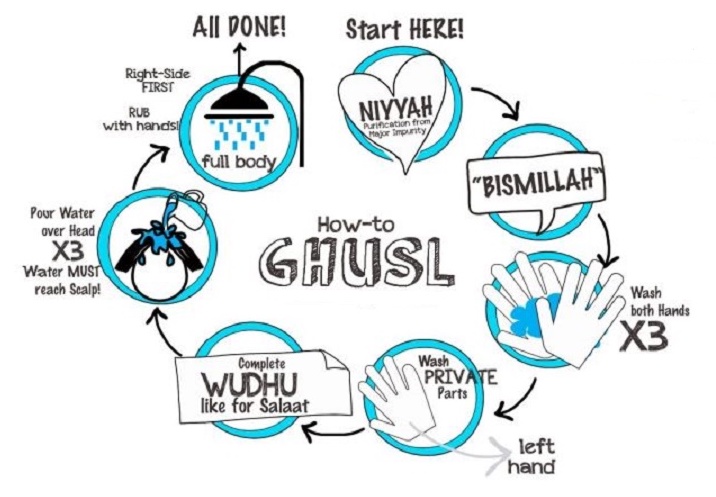 How-to
GHUSL
Start HERE!
NIYYAH
Purification from
Major Impurity
"BISMILLAH"
Wash
both Hands
X3
Wash
PRIVATE
Parts
left
hand
Complete
WUDHU
like for Salaat
Pour Water
over Head
X3
Water MUST
reach Scalp!
Right-Side
FIRST
RUB
with hands!
full body
All DONE!